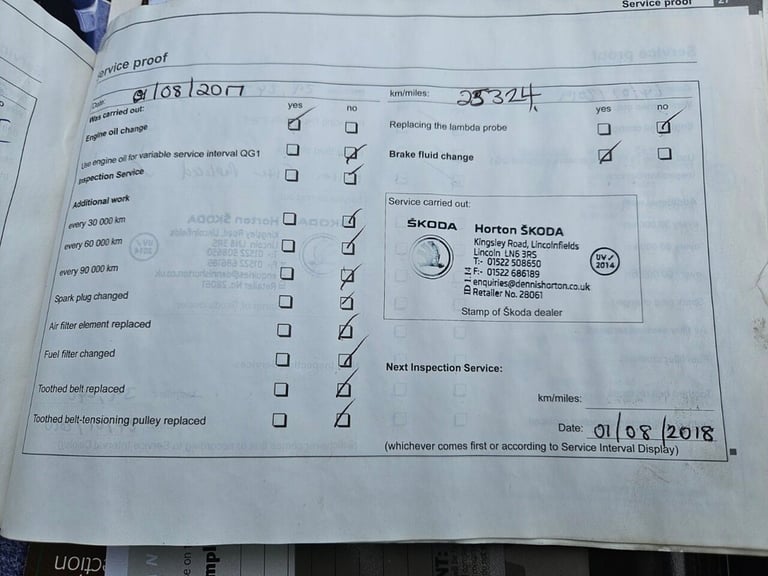 Service proof 27
Service proof
Date: 01/08/2017
km/miles: 25324
Was carried out: yes no
Engine oil change
Use engine oil for variable service interval QG1
Inspection Service
Additional work
every 30 000 km
every 60 000 km
every 90 000 km
Spark plug changed
Air filter element replaced
Fuel filter changed
Toothed belt replaced
Toothed belt-tensioning pulley replaced
yes no
Replacing the lambda probe
Brake fluid change
Service carried out:
ŠKODA Horton ŠKODA
Kingsley Road, Lincolnfields
Lincoln LN6 3RS
T:- 01522 508650
F:- 01522 686189
enquiries@dennishorton.co.uk
Retailer No. 28061
UV✓
2014
Stamp of Škoda dealer
Next Inspection Service:
km/miles:
Date: 01/08/2018
(whichever comes first or according to Service Interval Display)